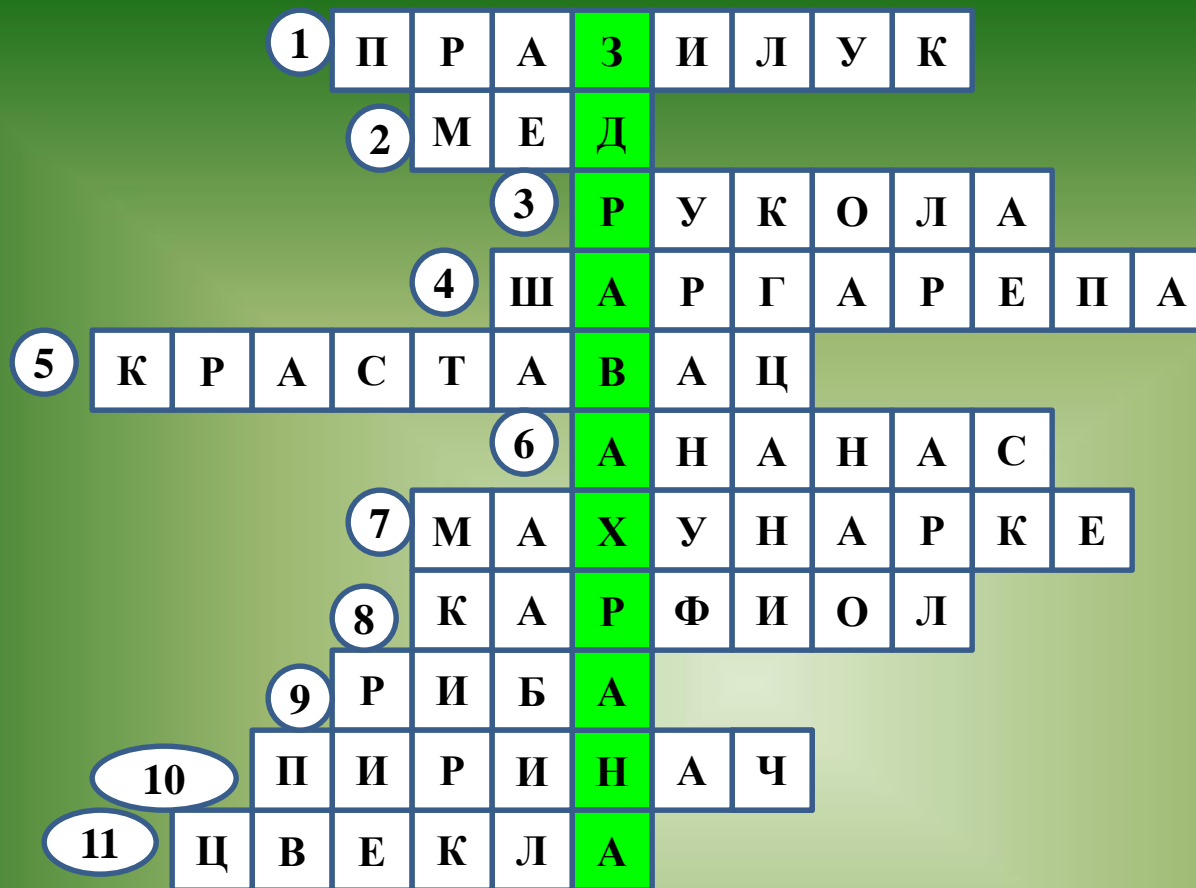 1 ПРАЗИЛУК
2 МЕД
3 РУКОЛА
4 ШАРГАРЕПА
5 КРАСТАВАЦ
6 АНАНАС
7 МАХУНАРКЕ
8 КАРФИОЛ
9 РИБА
10 ПИРИНАЧ
11 ЦВЕКЛА